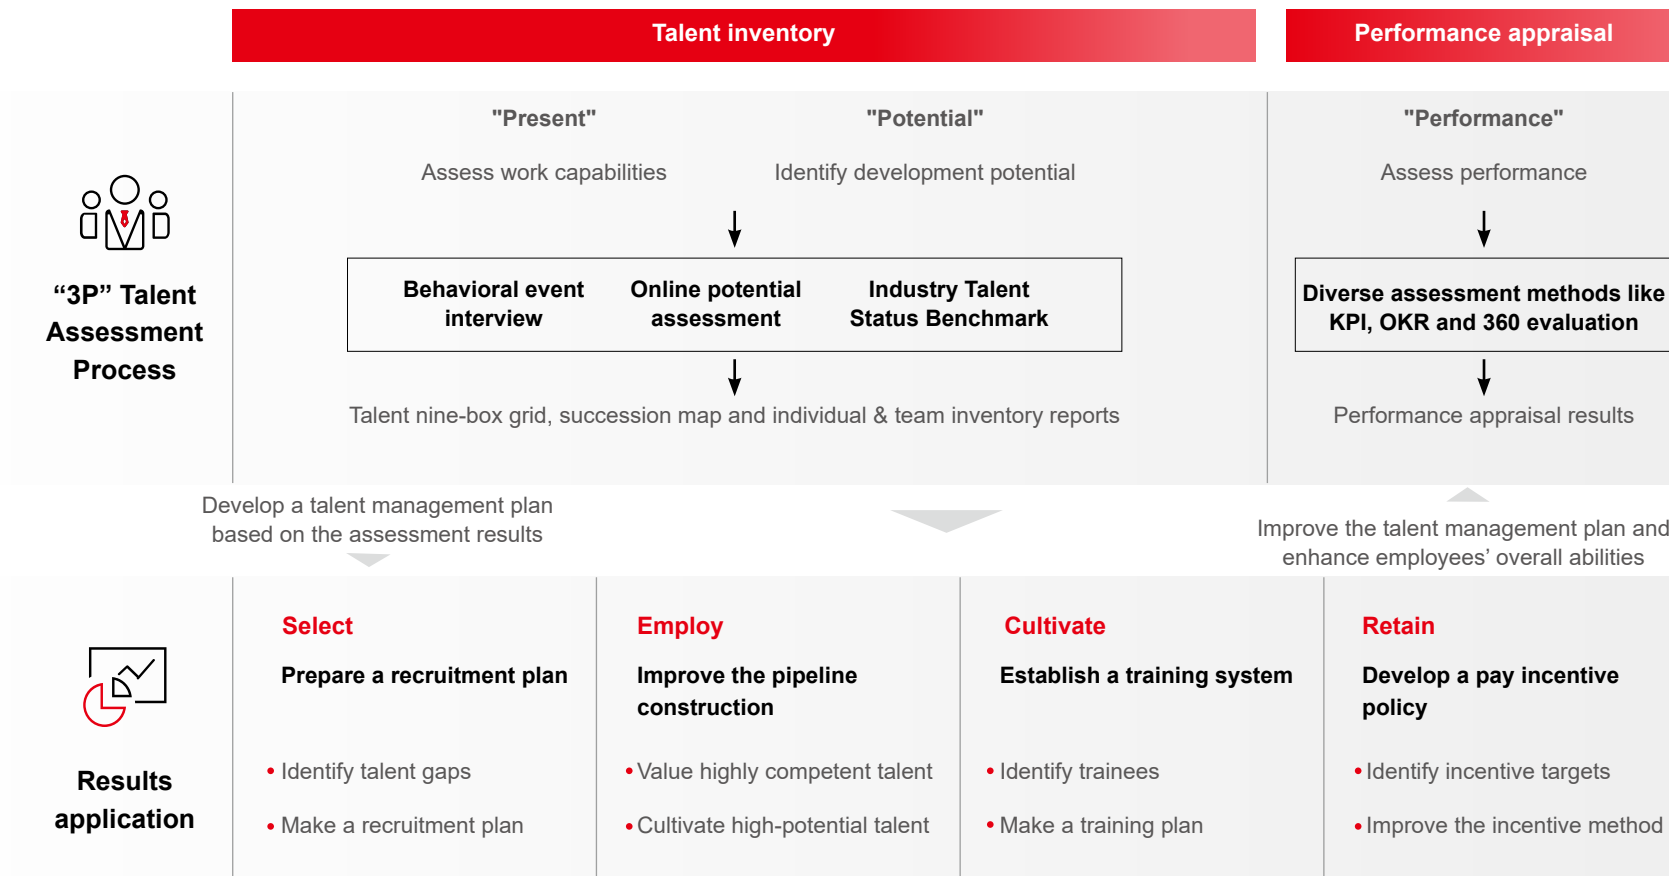 Talent inventory
Performance appraisal
"Present"
"Potential"
"Performance"
Assess work capabilities
Identify development potential
Assess performance
“3P” Talent
Assessment
Process
Behavioral event
interview
Online potential
assessment
Industry Talent
Status Benchmark
Diverse assessment methods like
KPI, OKR and 360 evaluation
Talent nine-box grid, succession map and individual & team inventory reports
Performance appraisal results
Develop a talent management plan
based on the assessment results
Improve the talent management plan and
enhance employees’ overall abilities
Results
application
Select
Prepare a recruitment plan
• Identify talent gaps
• Make a recruitment plan
Employ
Improve the pipeline
construction
• Value highly competent talent
• Cultivate high-potential talent
Cultivate
Establish a training system
• Identify trainees
• Make a training plan
Retain
Develop a pay incentive
policy
• Identify incentive targets
• Improve the incentive method